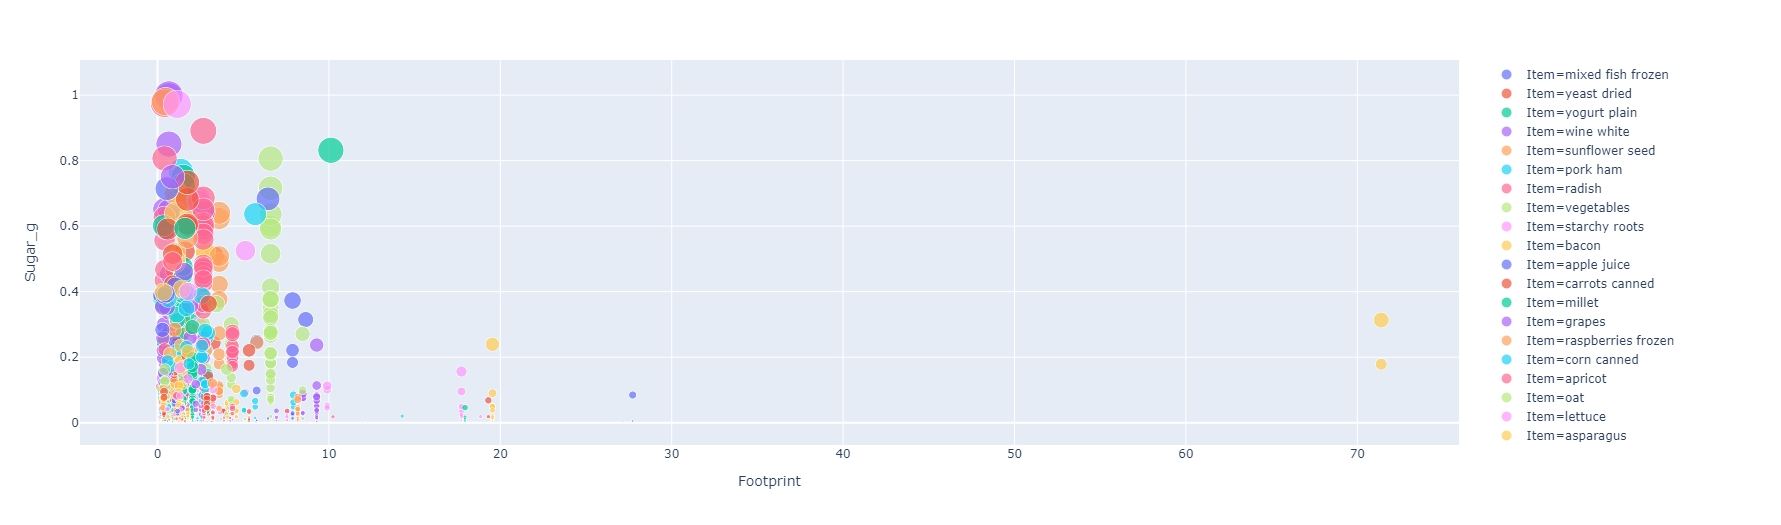 1
0.8
0.6
0.4
0.2
0
Sugar_g
0 10 20 30 40 50 60 70
Footprint
Item=mixed fish frozen
Item=yeast dried
Item=yogurt plain
Item=wine white
Item=sunflower seed
Item=pork ham
Item=radish
Item=vegetables
Item=starchy roots
Item=bacon
Item=apple juice
Item=carrots canned
Item=millet
Item=grapes
Item=raspberries frozen
Item=corn canned
Item=apricot
Item=oat
Item=lettuce
Item=asparagus